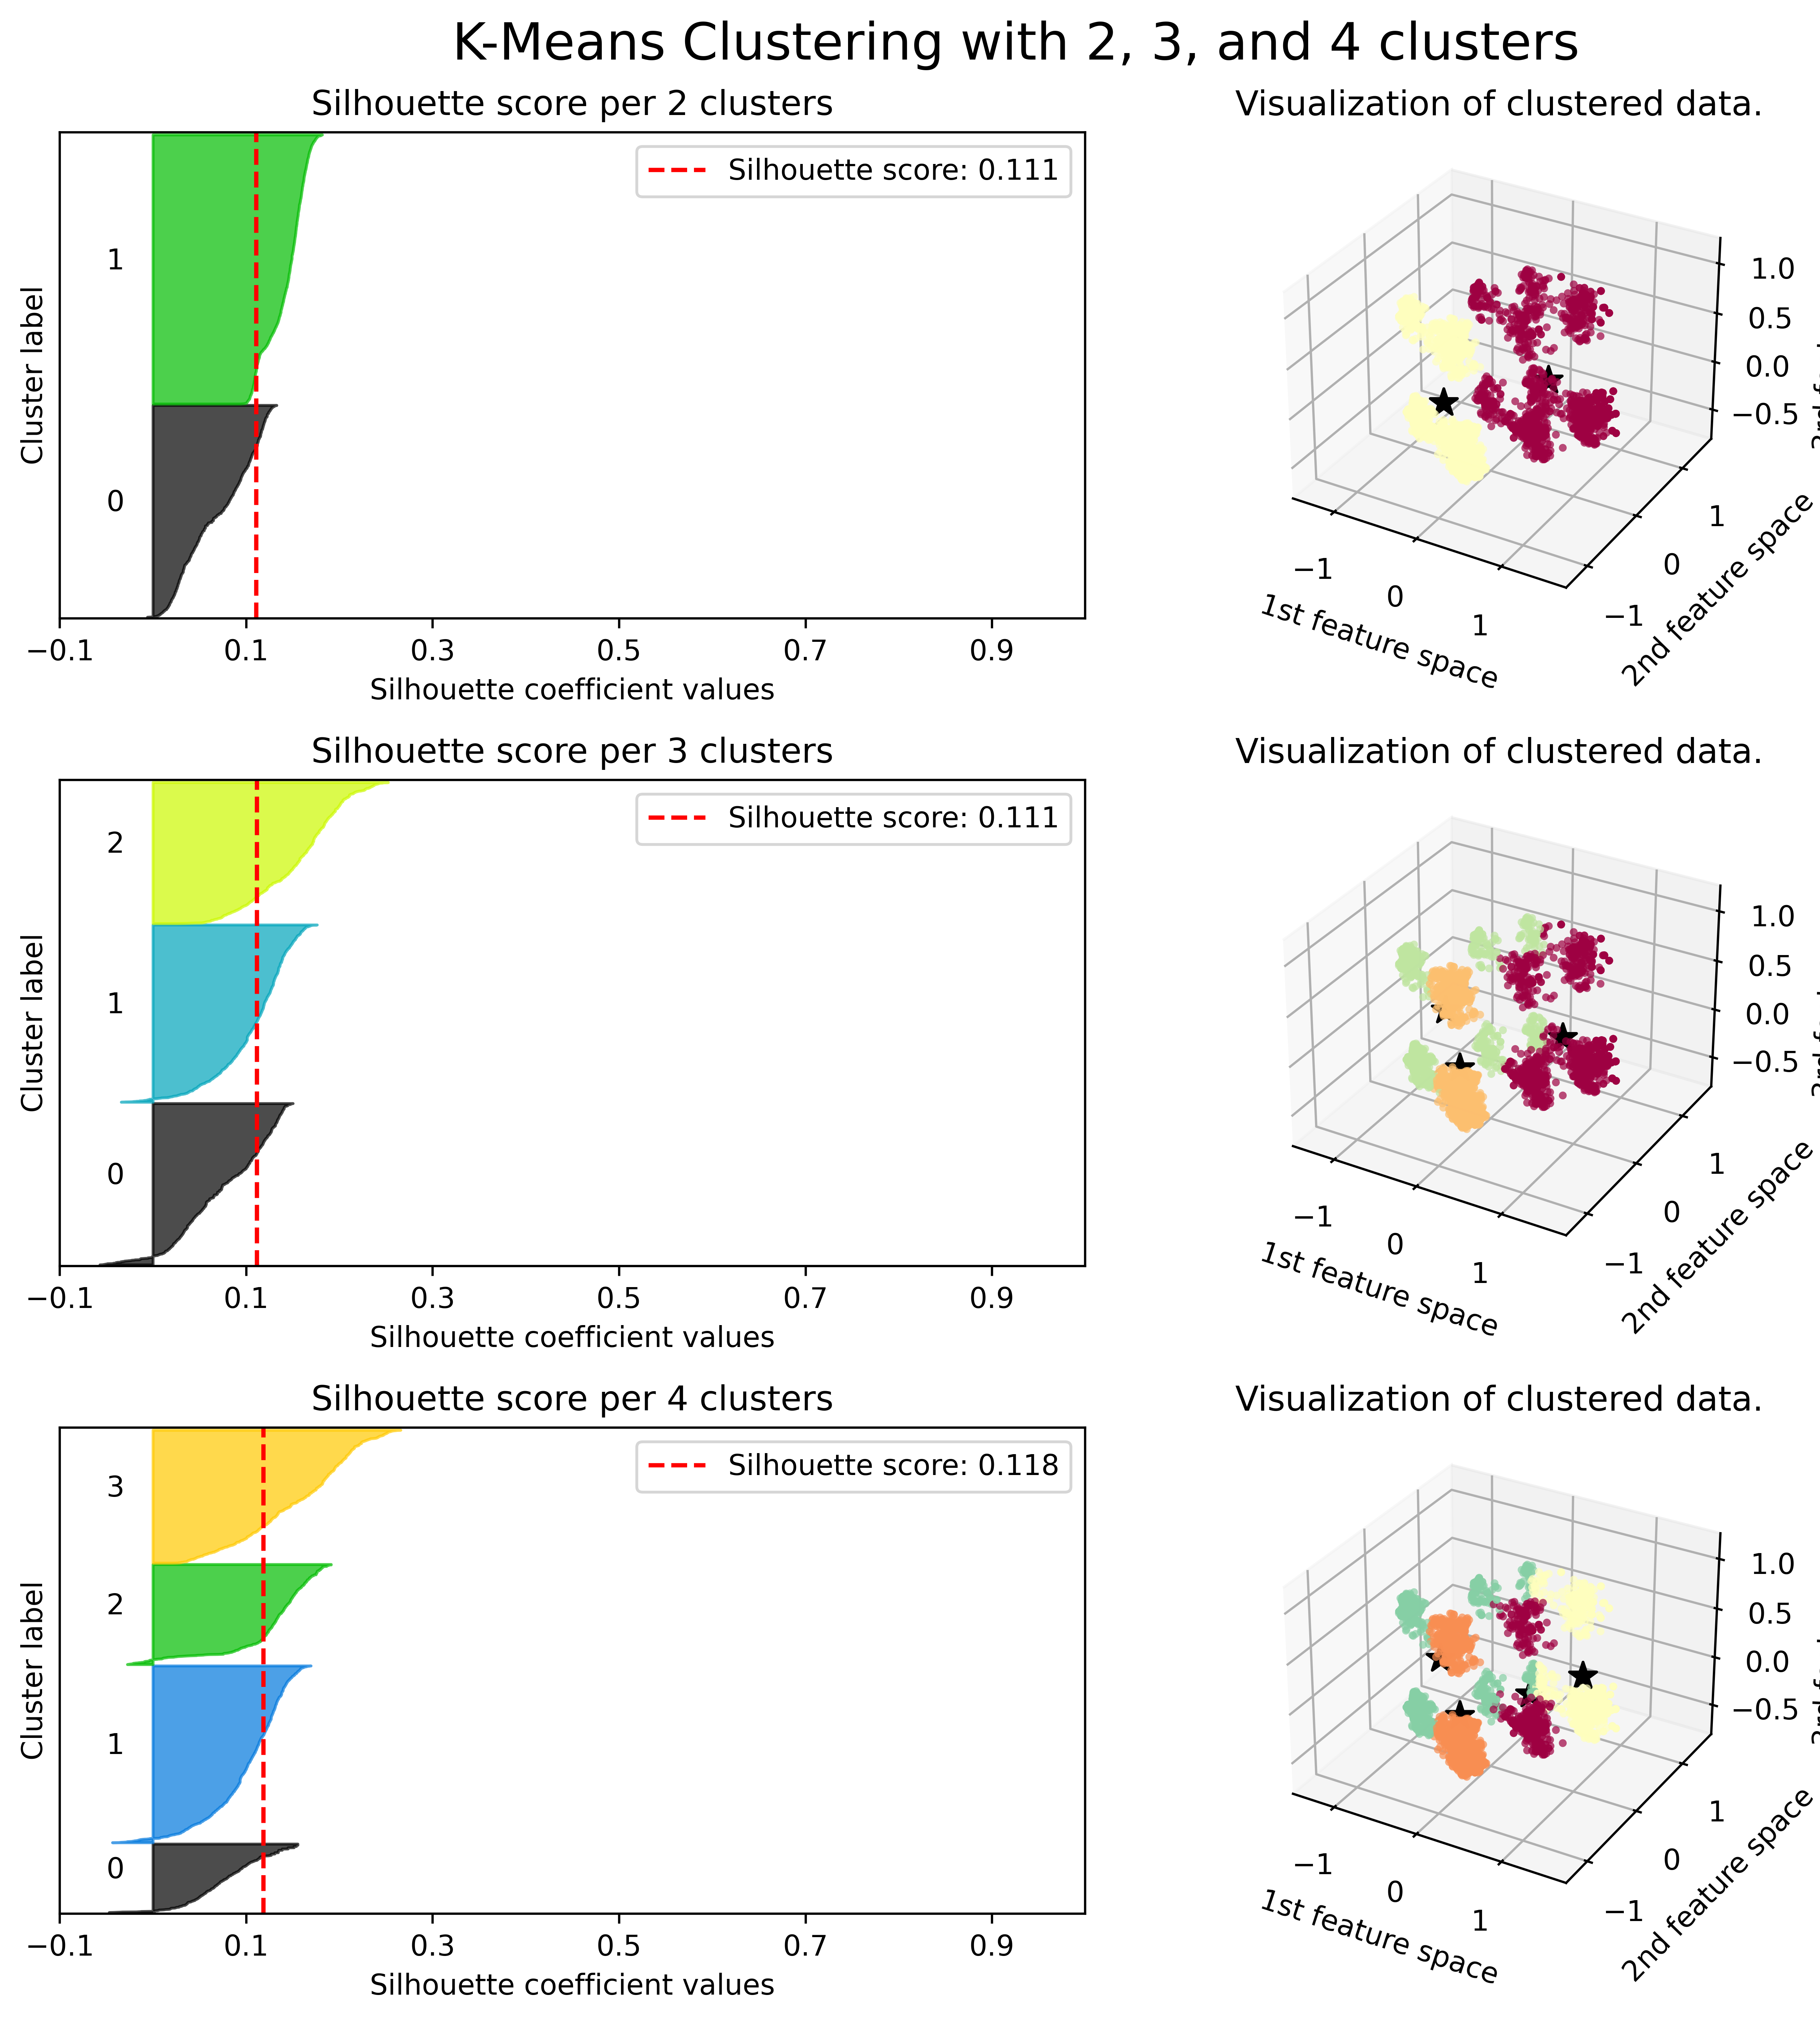 K-Means Clustering with 2, 3, and 4 clusters
Silhouette score per 2 clusters
Silhouette score: 0.111
1
0
Cluster label
−0.1 0.1 0.3 0.5 0.7 0.9
Silhouette coefficient values
Visualization of clustered data.
1.0
0.5
0.0
−0.5
−1 0 1
1st feature space
−1 0 1
2nd feature space
Silhouette score per 3 clusters
Silhouette score: 0.111
2
1
0
Cluster label
−0.1 0.1 0.3 0.5 0.7 0.9
Silhouette coefficient values
Visualization of clustered data.
1.0
0.5
0.0
−0.5
−1 0 1
1st feature space
−1 0 1
2nd feature space
Silhouette score per 4 clusters
Silhouette score: 0.118
3
2
1
0
Cluster label
−0.1 0.1 0.3 0.5 0.7 0.9
Silhouette coefficient values
Visualization of clustered data.
1.0
0.5
0.0
−0.5
−1 0 1
1st feature space
−1 0 1
2nd feature space